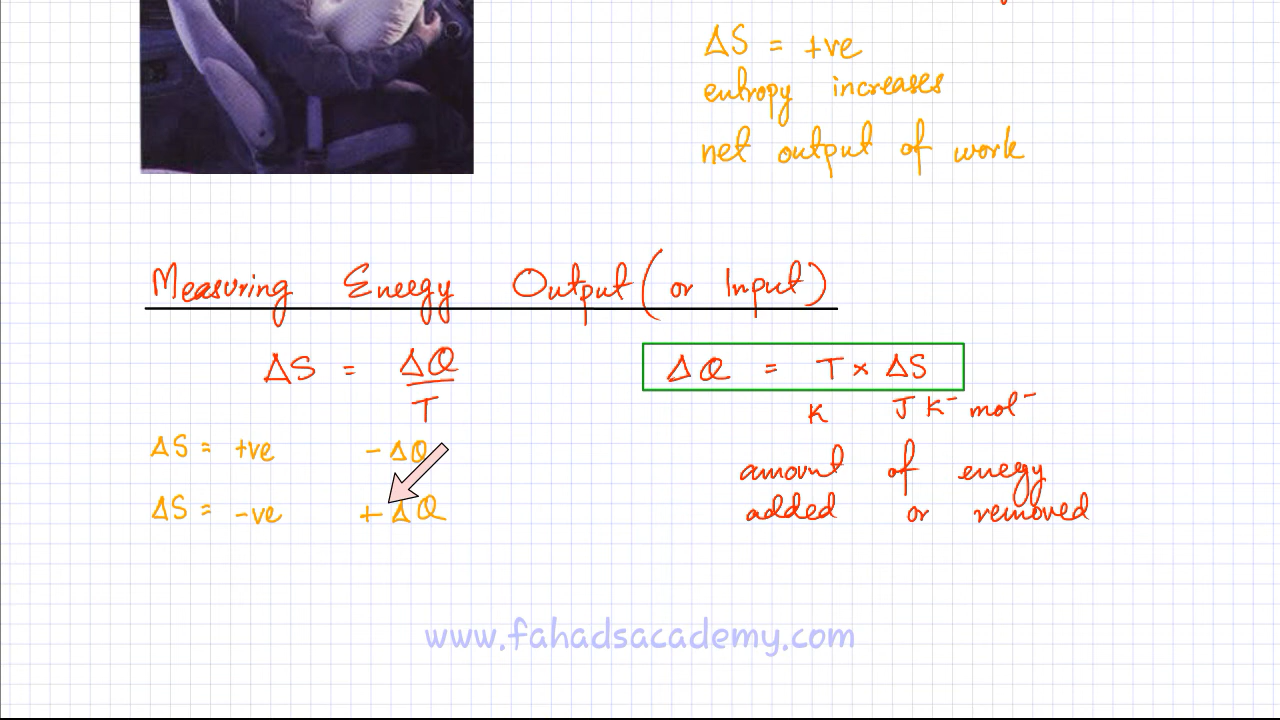 ΔS = +ve
entropy increases
net output of work
Measuring Energy Output (or Input)
ΔS = ΔQ / T
ΔQ = T × ΔS
K J K⁻ mol⁻
ΔS = +ve - ΔQ
ΔS = -ve + ΔQ
amount of energy
added or removed
www.fahadsacademy.com